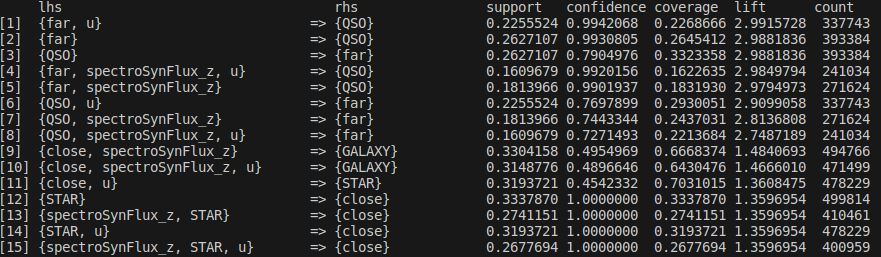 lhs rhs support confidence coverage lift count
[1] {far, u} => {QSO} 0.2255524 0.9942068 0.2268666 2.9915728 337743
[2] {far} => {QSO} 0.2627107 0.9930805 0.2645412 2.9881836 393384
[3] {QSO} => {far} 0.2627107 0.7904976 0.3323358 2.9881836 393384
[4] {far, spectroSynFlux_z, u} => {QSO} 0.1609679 0.9920156 0.1622635 2.9849794 241034
[5] {far, spectroSynFlux_z} => {QSO} 0.1813966 0.9901937 0.1831930 2.9794973 271624
[6] {QSO, u} => {far} 0.2255524 0.7697899 0.2930051 2.9099058 337743
[7] {QSO, spectroSynFlux_z} => {far} 0.1813966 0.7443344 0.2437031 2.8136808 271624
[8] {QSO, spectroSynFlux_z, u} => {far} 0.1609679 0.7271493 0.2213684 2.7487189 241034
[9] {close, spectroSynFlux_z} => {GALAXY} 0.3304158 0.4954969 0.6668374 1.4840693 494766
[10] {close, spectroSynFlux_z, u} => {GALAXY} 0.3148776 0.4896646 0.6430476 1.4666010 471499
[11] {close, u} => {STAR} 0.3193721 0.4542332 0.7031015 1.3608475 478229
[12] {STAR} => {close} 0.3337870 1.0000000 0.3337870 1.3596954 499814
[13] {spectroSynFlux_z, STAR} => {close} 0.2741151 1.0000000 0.2741151 1.3596954 410461
[14] {STAR, u} => {close} 0.3193721 1.0000000 0.3193721 1.3596954 478229
[15] {spectroSynFlux_z, STAR, u} => {close} 0.2677694 1.0000000 0.2677694 1.3596954 400959